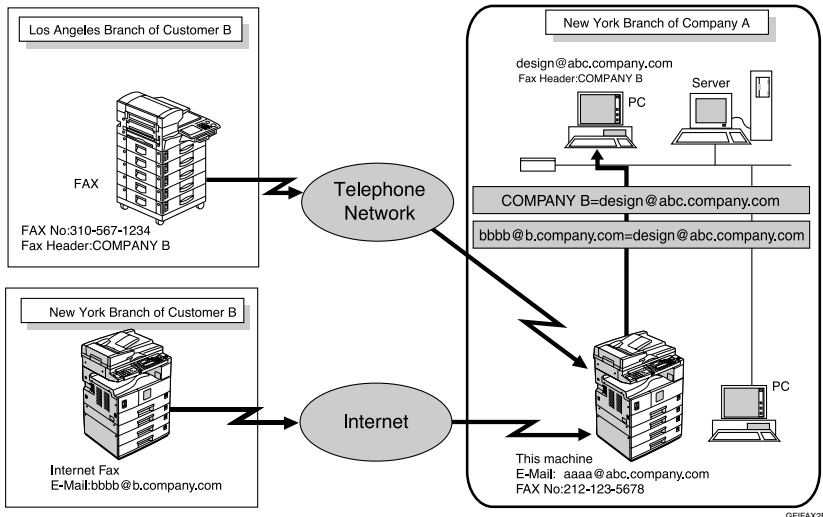 Los Angeles Branch of Customer B
FAX
FAX No:310-567-1234
Fax Header:COMPANY B
New York Branch of Customer B
Internet Fax
E-Mail:bbbb@b.company.com
Telephone
Network
Internet
New York Branch of Company A
design@abc.company.com
Fax Header:COMPANY B
PC
Server
COMPANY B=design@abc.company.com
bbbb@b.company.com=design@abc.company.com
PC
This machine
E-Mail: aaaa@abc.company.com
FAX No:212-123-5678